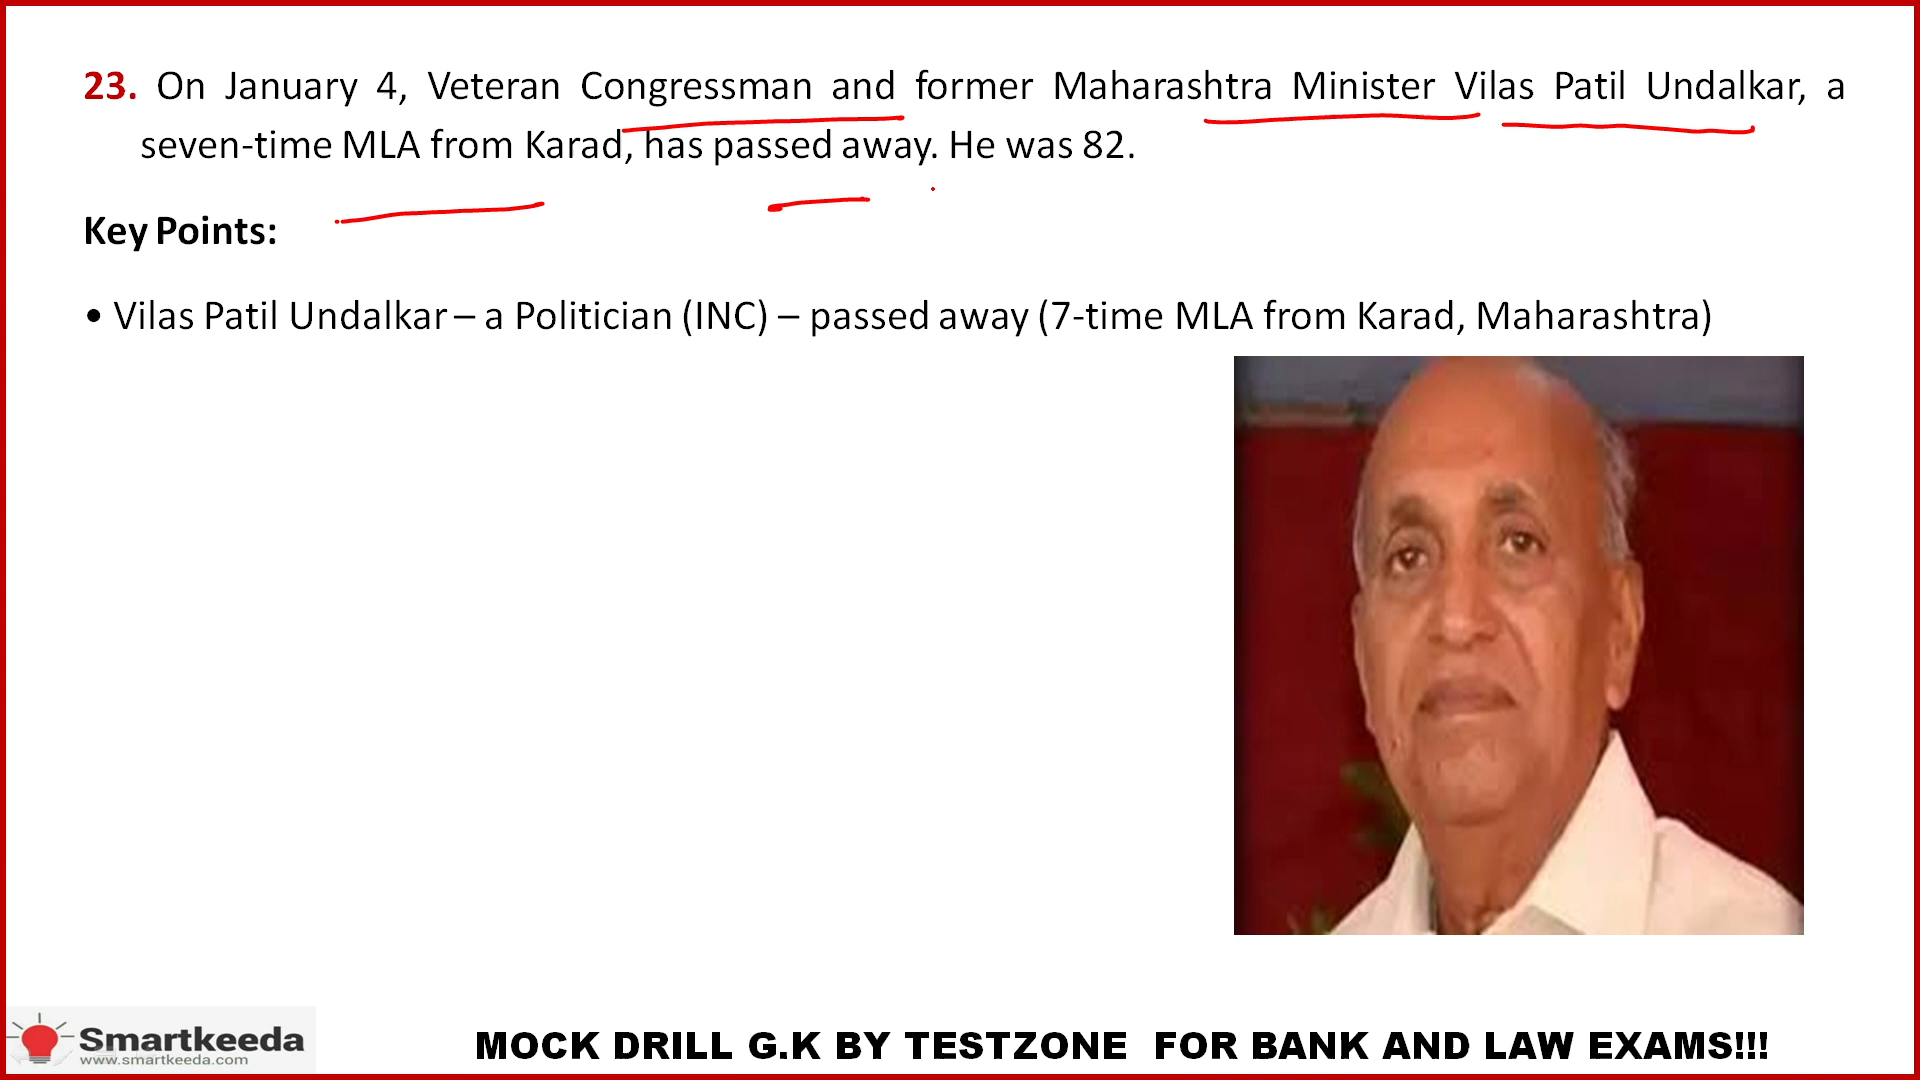 23. On January 4, Veteran Congressman and former Maharashtra Minister Vilas Patil Undalkar, a
seven-time MLA from Karad, has passed away. He was 82.
Key Points:
• Vilas Patil Undalkar – a Politician (INC) – passed away (7-time MLA from Karad, Maharashtra)
Smartkeeda
www.smartkeeda.com
MOCK DRILL G.K BY TESTZONE FOR BANK AND LAW EXAMS!!!